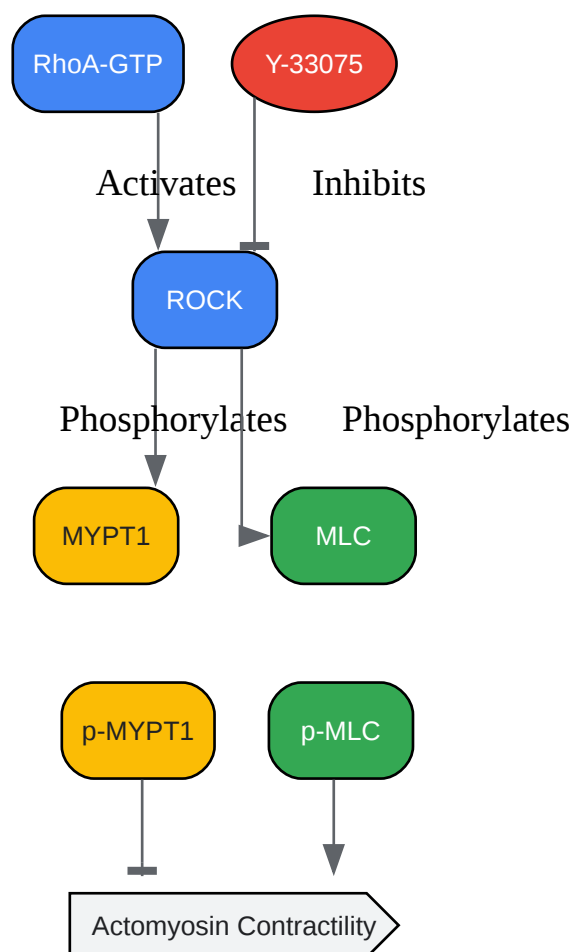 RhoA-GTP
Y-33075
Activates
Inhibits
ROCK
Phosphorylates
Phosphorylates
MYPT1
MLC
p-MYPT1
p-MLC
Actomyosin Contractility